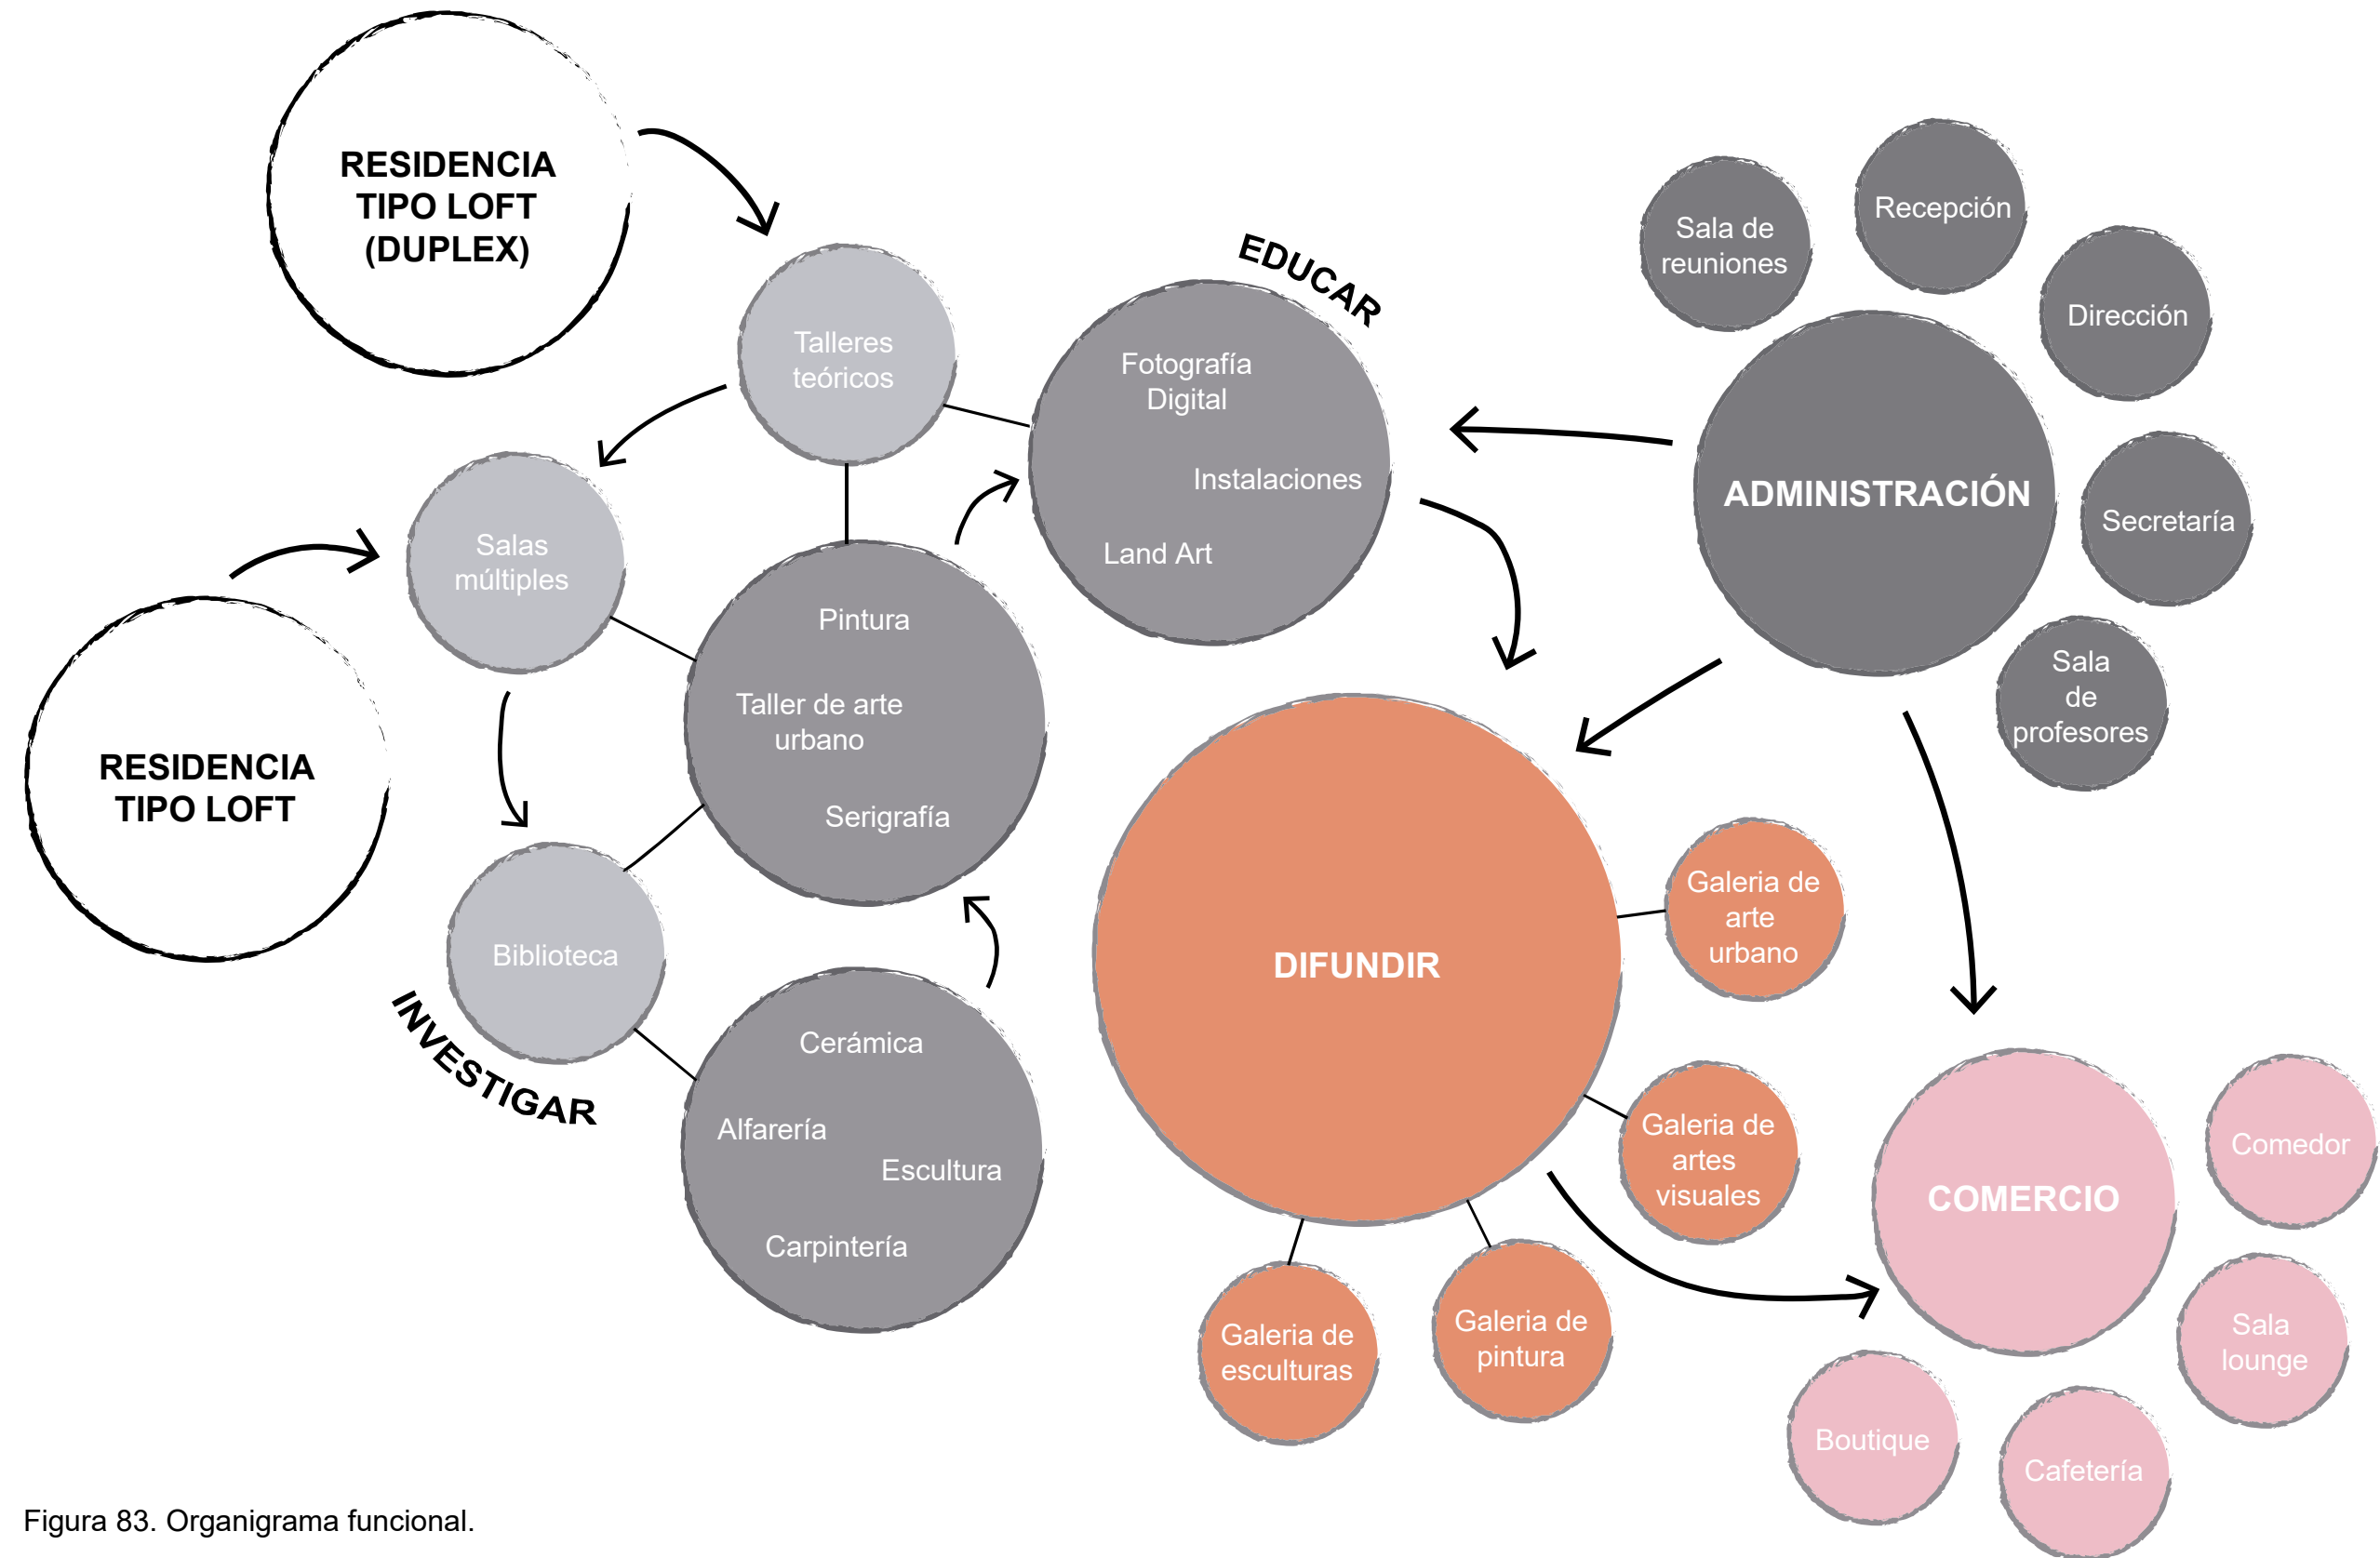 RESIDENCIA
TIPO LOFT
(DUPLEX)
Talleres
teóricos
EDUCAR
Fotografía
Digital
Instalaciones
Land Art
Sala de
reuniones
Recepción
Dirección
ADMINISTRACIÓN
Secretaría
Sala
de
profesores
Salas
múltiples
RESIDENCIA
TIPO LOFT
Pintura
Taller de arte
urbano
Serigrafía
Biblioteca
INVESTIGAR
Cerámica
Alfarería
Escultura
Carpintería
DIFUNDIR
Galeria de
arte
urbano
Galeria de
artes
visuales
Galeria de
pintura
Galeria de
esculturas
COMERCIO
Comedor
Sala
lounge
Cafetería
Boutique
Figura 83. Organigrama funcional.